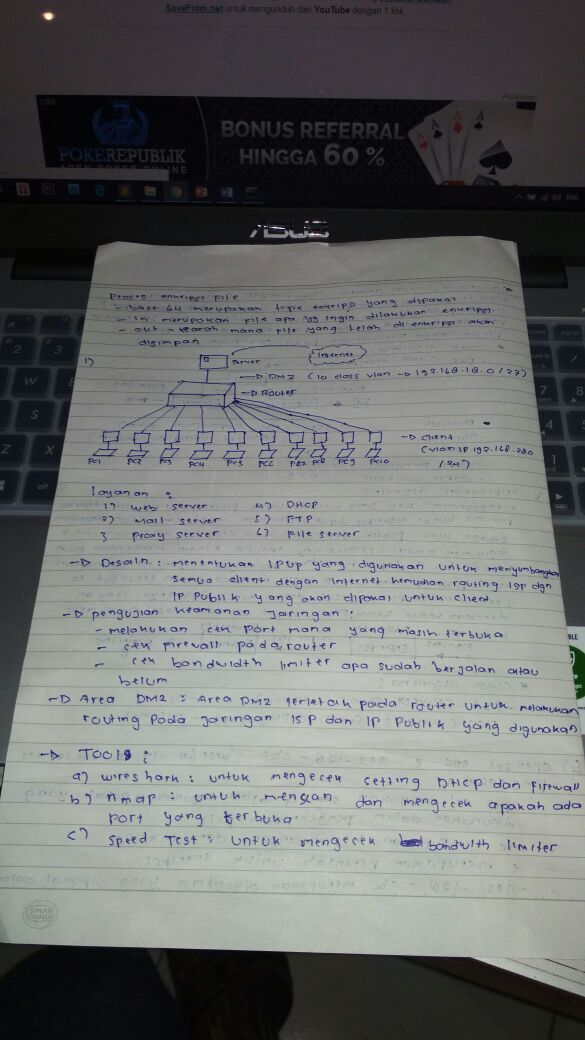 SaveFrom.net untuk mengunduh dari YouTube dengan 1 klik
POKEREPUBLIK
BONUS REFERRAL
HINGGA 60 %
ENG
ASUS
Proses enkripsi file
- base 64 merupakan type enkripsi yang dipakai
- in merupakan file apa yg ingin dilakukan enkripsi
- out = kearah mana file yang telah di enkripsi akan
disimpan
1)
Server
Internet
DMZ (ip class vlan → 192.168.10.0/
Router
PC1 PC2 PC3 PC4 PC5 PC6 PC7 PC8 PC9 PC10
→ client
(vlan IP 192.168.
/24)
layanan :
1) web server 4) DHCP
2) Mail server 5) FTP
3 proxy server 6) file server
→ Desain : menentukan yang digunakan untuk
semua client dengan internet kemudian routing ISP dgn
IP Publik yang akan dipakai untuk client
→ pengujian keamanan jaringan :
- melakukan cek port mana yang masih terbuka
- cek firewall pada router
- cek bandwidth limiter apa sudah berjalan atau
belum
→ Area DMZ : Area DMZ terletak pada router untuk melakukan
routing pada jaringan ISP dan IP Publik yang digunakan
→ TOOLS :
a) wireshark : untuk mengecek setting DHCP dan firewall
b) nmap : untuk menscan dan mengecek apakah ada
port yang terbuka
c) speed Test : untuk mengecek bandwith limiter
SINAR
DUNIA